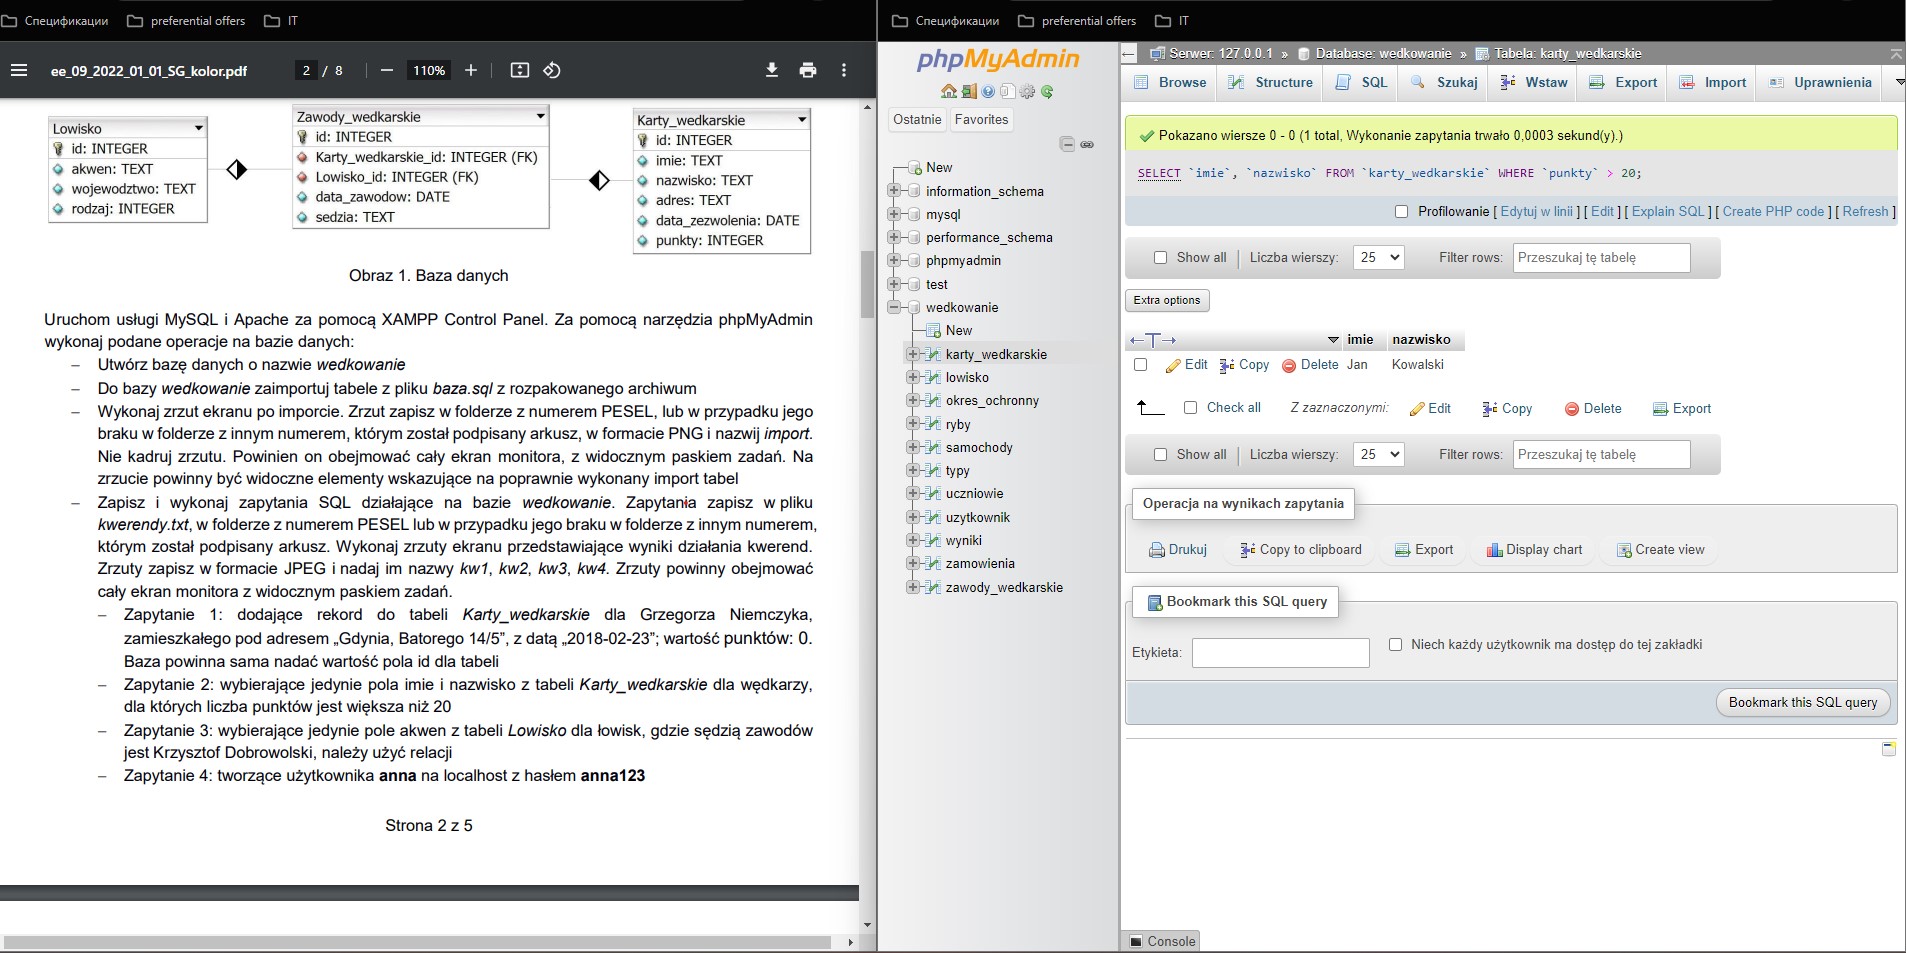 Спецификации
preferential offers
IT
ee_09_2022_01_01_SG_kolor.pdf
2 / 8
110%
Lowisko
id: INTEGER
akwen: TEXT
wojewodztwo: TEXT
rodzaj: INTEGER
Zawody_wedkarskie
id: INTEGER
Karty_wedkarskie_id: INTEGER (FK)
Lowisko_id: INTEGER (FK)
data_zawodow: DATE
sedzia: TEXT
Karty_wedkarskie
id: INTEGER
imie: TEXT
nazwisko: TEXT
adres: TEXT
data_zezwolenia: DATE
punkty: INTEGER
Obraz 1. Baza danych
Uruchom usługi MySQL i Apache za pomocą XAMPP Control Panel. Za pomocą narzędzia phpMyAdmin
wykonaj podane operacje na bazie danych:
– Utwórz bazę danych o nazwie wedkowanie
– Do bazy wedkowanie zaimportuj tabele z pliku baza.sql z rozpakowanego archiwum
– Wykonaj zrzut ekranu po imporcie. Zrzut zapisz w folderze z numerem PESEL, lub w przypadku jego
braku w folderze z innym numerem, którym został podpisany arkusz, w formacie PNG i nazwij import.
Nie kadruj zrzutu. Powinien on obejmować cały ekran monitora, z widocznym paskiem zadań. Na
zrzucie powinny być widoczne elementy wskazujące na poprawnie wykonany import tabel
– Zapisz i wykonaj zapytania SQL działające na bazie wedkowanie. Zapytania zapisz w pliku
kwerendy.txt, w folderze z numerem PESEL lub w przypadku jego braku w folderze z innym numerem,
którym został podpisany arkusz. Wykonaj zrzuty ekranu przedstawiające wyniki działania kwerend.
Zrzuty zapisz w formacie JPEG i nadaj im nazwy kw1, kw2, kw3, kw4. Zrzuty powinny obejmować
cały ekran monitora z widocznym paskiem zadań.
– Zapytanie 1: dodające rekord do tabeli Karty_wedkarskie dla Grzegorza Niemczyka,
zamieszkałego pod adresem „Gdynia, Batorego 14/5”, z datą „2018-02-23”; wartość punktów: 0.
Baza powinna sama nadać wartość pola id dla tabeli
– Zapytanie 2: wybierające jedynie pola imie i nazwisko z tabeli Karty_wedkarskie dla wędkarzy,
dla których liczba punktów jest większa niż 20
– Zapytanie 3: wybierające jedynie pole akwen z tabeli Lowisko dla łowisk, gdzie sędzią zawodów
jest Krzysztof Dobrowolski, należy użyć relacji
– Zapytanie 4: tworzące użytkownika anna na localhost z hasłem anna123
Strona 2 z 5
Спецификации
preferential offers
IT
phpMyAdmin
Ostatnie
Favorites
New
information_schema
mysql
performance_schema
phpmyadmin
test
wedkowanie
New
karty_wedkarskie
lowisko
okres_ochronny
ryby
samochody
typy
uczniowie
uzytkownik
wyniki
zamowienia
zawody_wedkarskie
Serwer: 127.0.0.1 » Database: wedkowanie » Tabela: karty_wedkarskie
Browse
Structure
SQL
Szukaj
Wstaw
Export
Import
Uprawnienia
Pokazano wiersze 0 - 0 (1 total, Wykonanie zapytania trwało 0,0003 sekund(y).)
SELECT `imie`, `nazwisko` FROM `karty_wedkarskie` WHERE `punkty` > 20;
Profilowanie [ Edytuj w linii ] [ Edit ] [ Explain SQL ] [ Create PHP code ] [ Refresh ]
Show all
Liczba wierszy: 25
Filter rows: Przeszukaj tę tabelę
Extra options
imie
nazwisko
Edit
Copy
Delete
Jan
Kowalski
Check all
Z zaznaczonymi:
Edit
Copy
Delete
Export
Show all
Liczba wierszy: 25
Filter rows: Przeszukaj tę tabelę
Operacja na wynikach zapytania
Drukuj
Copy to clipboard
Export
Display chart
Create view
Bookmark this SQL query
Etykieta:
Niech każdy użytkownik ma dostęp do tej zakładki
Bookmark this SQL query
Console